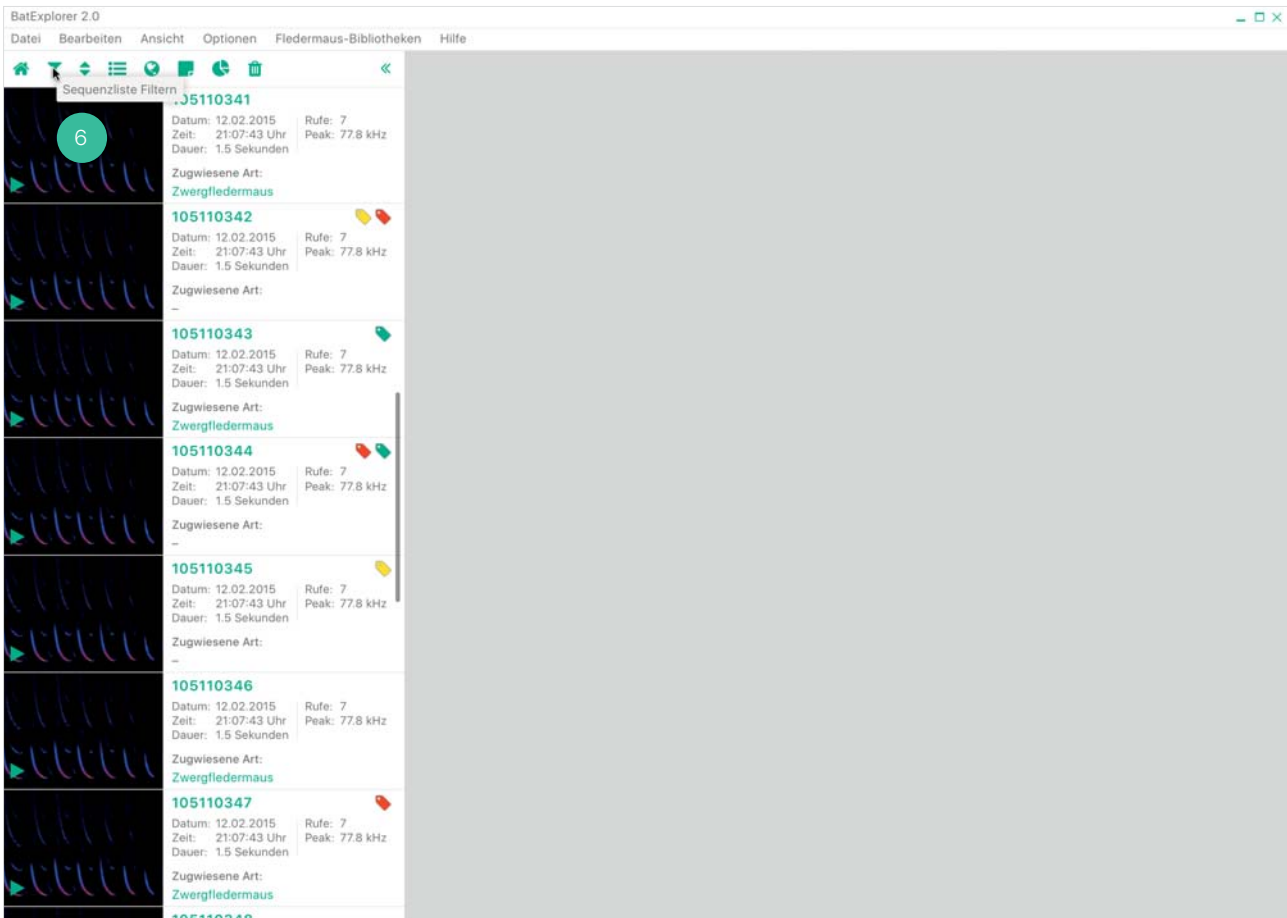 BatExplorer 2.0
Datei Bearbeiten Ansicht Optionen Fledermaus-Bibliotheken Hilfe
Sequenzliste Filtern
6
105110341
Datum: 12.02.2015 Rufe: 7
Zeit: 21:07:43 Uhr Peak: 77.8 kHz
Dauer: 1.5 Sekunden
Zugwiesene Art:
Zwergfledermaus
105110342
Datum: 12.02.2015 Rufe: 7
Zeit: 21:07:43 Uhr Peak: 77.8 kHz
Dauer: 1.5 Sekunden
Zugwiesene Art:
–
105110343
Datum: 12.02.2015 Rufe: 7
Zeit: 21:07:43 Uhr Peak: 77.8 kHz
Dauer: 1.5 Sekunden
Zugwiesene Art:
Zwergfledermaus
105110344
Datum: 12.02.2015 Rufe: 7
Zeit: 21:07:43 Uhr Peak: 77.8 kHz
Dauer: 1.5 Sekunden
Zugwiesene Art:
–
105110345
Datum: 12.02.2015 Rufe: 7
Zeit: 21:07:43 Uhr Peak: 77.8 kHz
Dauer: 1.5 Sekunden
Zugwiesene Art:
–
105110346
Datum: 12.02.2015 Rufe: 7
Zeit: 21:07:43 Uhr Peak: 77.8 kHz
Dauer: 1.5 Sekunden
Zugwiesene Art:
Zwergfledermaus
105110347
Datum: 12.02.2015 Rufe: 7
Zeit: 21:07:43 Uhr Peak: 77.8 kHz
Dauer: 1.5 Sekunden
Zugwiesene Art:
Zwergfledermaus